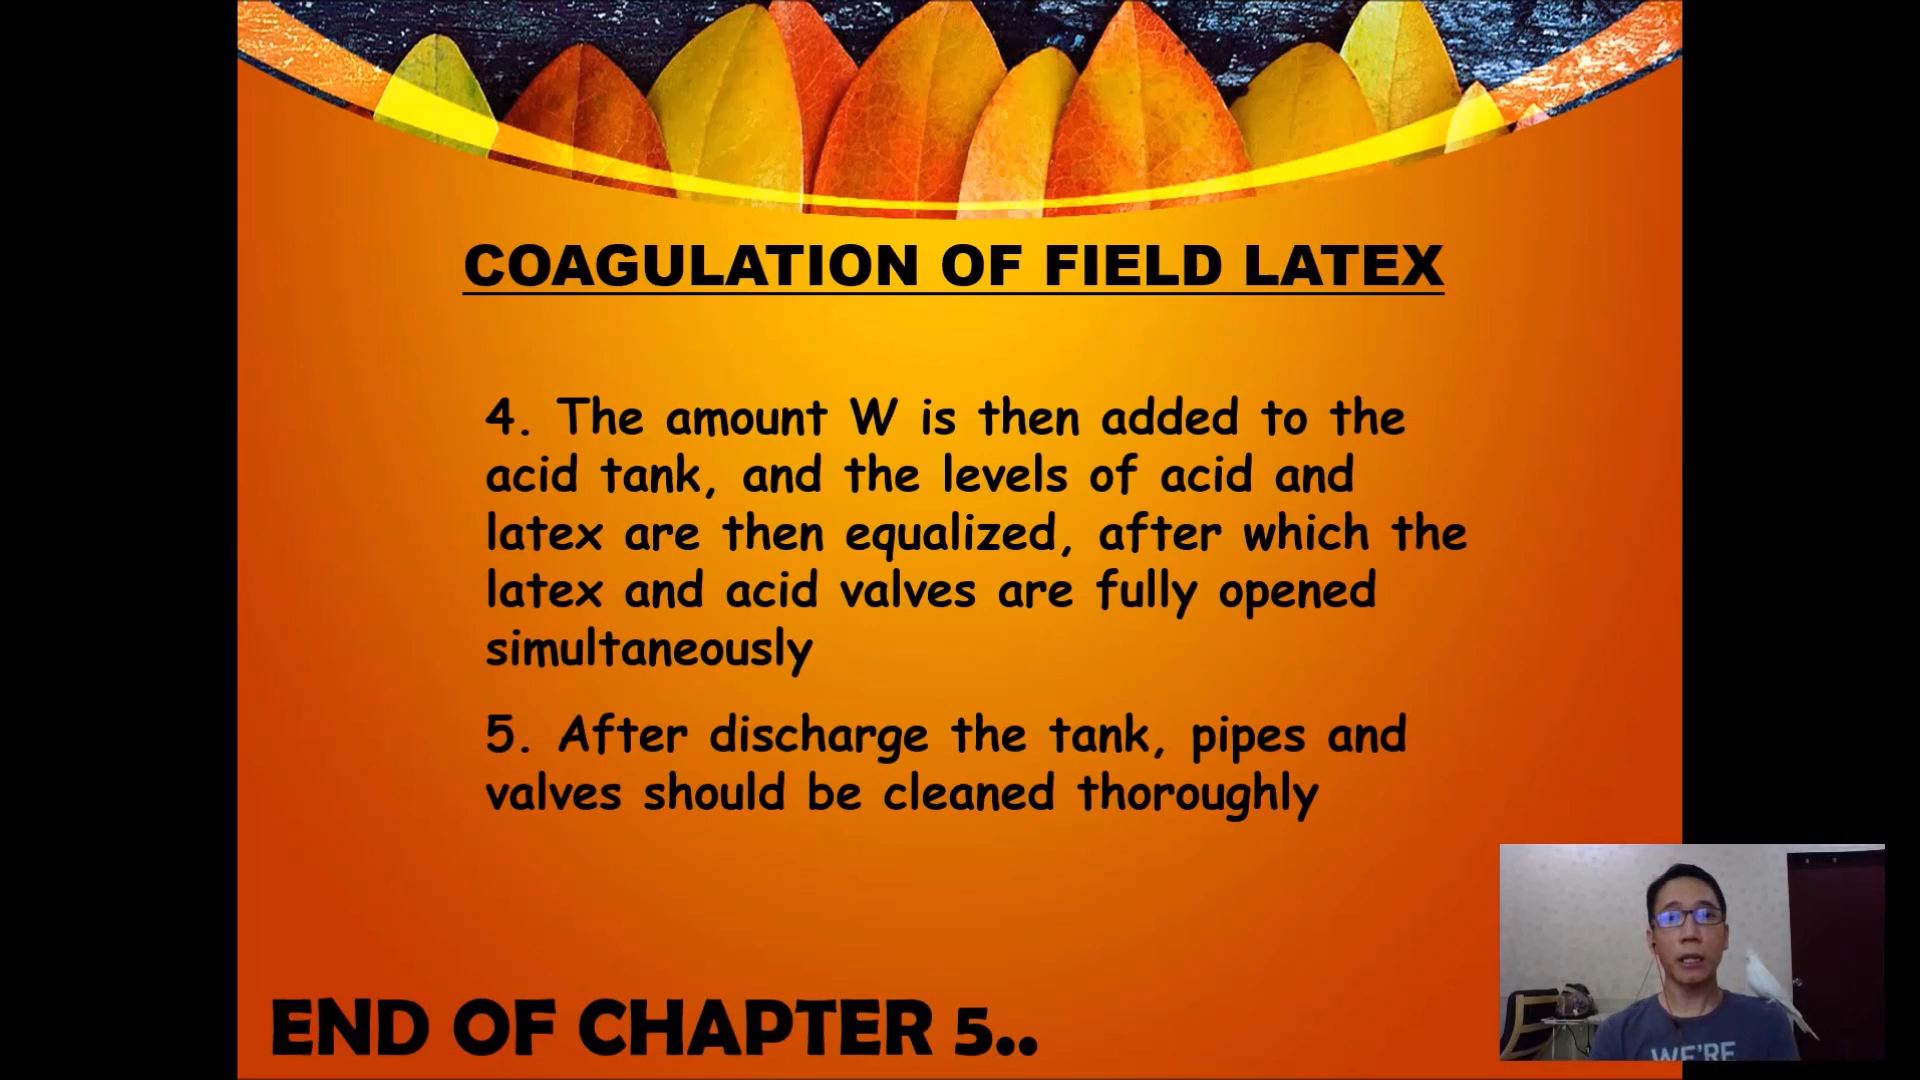 COAGULATION OF FIELD LATEX
4. The amount W is then added to the
acid tank, and the levels of acid and
latex are then equalized, after which the
latex and acid valves are fully opened
simultaneously
5. After discharge the tank, pipes and
valves should be cleaned thoroughly
END OF CHAPTER 5..
WE'RE